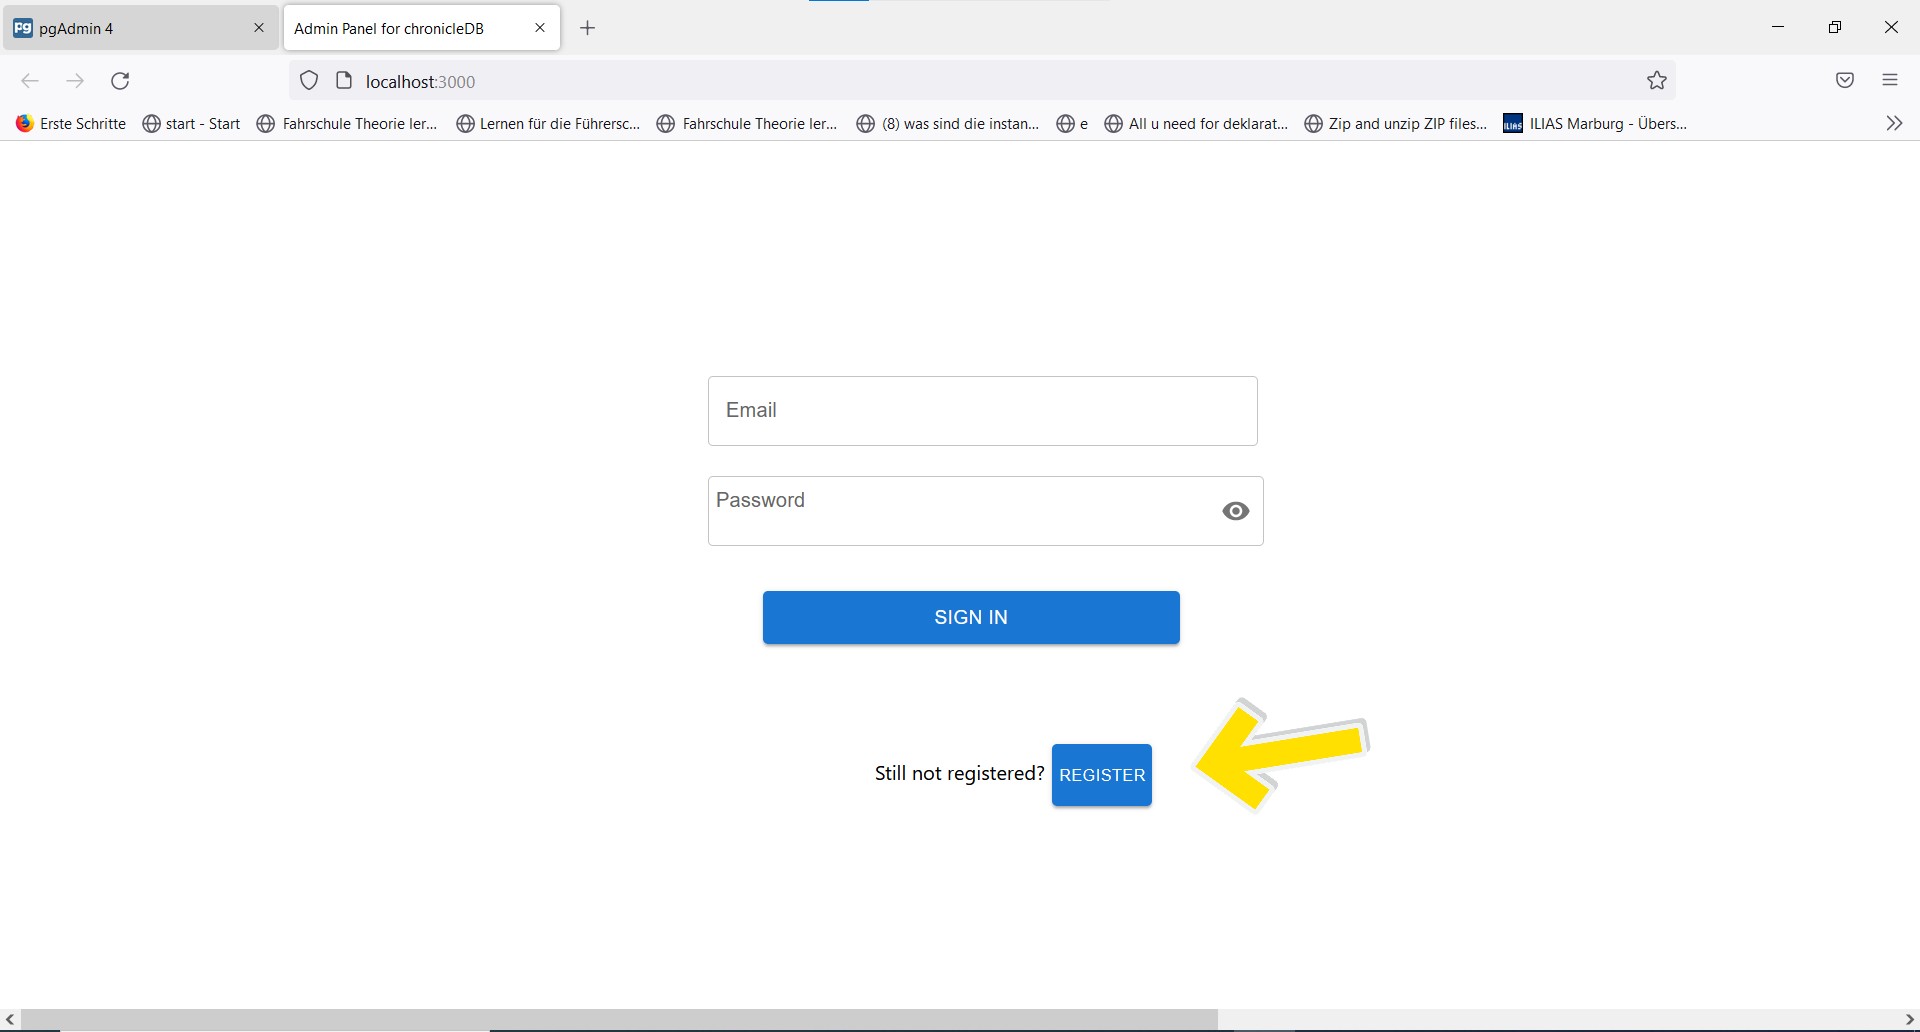 pgAdmin 4
Admin Panel for chronicleDB
localhost:3000
Erste Schritte
start - Start
Fahrschule Theorie ler...
Lernen für die Führersc...
Fahrschule Theorie ler...
(8) was sind die instan...
e
All u need for deklarat...
Zip and unzip ZIP files...
ILIAS
ILIAS Marburg - Übers...
Email
Password
SIGN IN
Still not registered? REGISTER